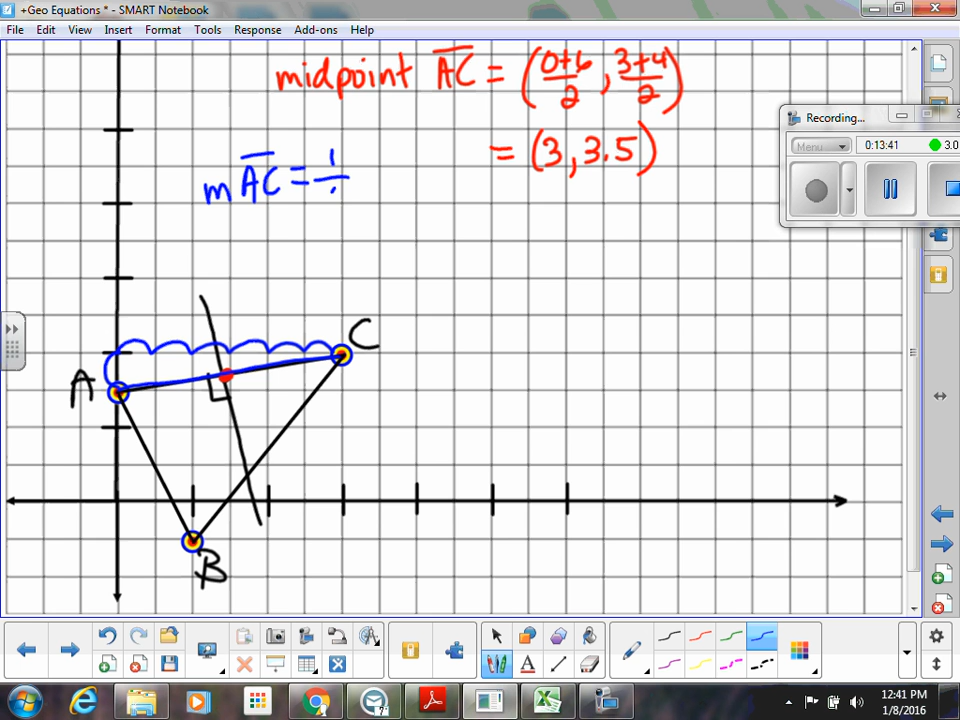 +Geo Equations * - SMART Notebook
File Edit View Insert Format Tools Response Add-ons Help
midpoint AC = (0+6/2, 3+4/2)
= (3, 3.5)
mAC = 1/
Recording...
Menu 0:13:41 3.0
C
A
B
12:41 PM
1/8/2016